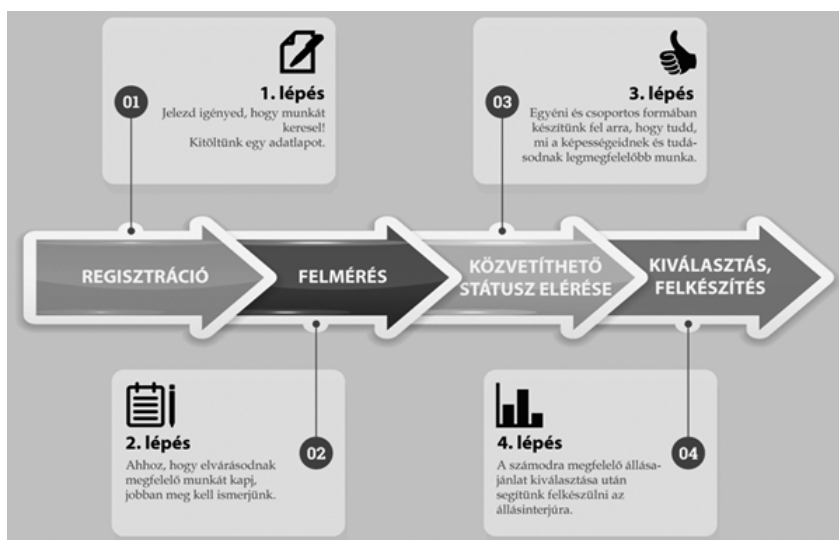 01
1. lépés
Jelezd igényed, hogy munkát
keresel!
Kitöltünk egy adatlapot.
03
3. lépés
Egyéni és csoportos formában
készítünk fel arra, hogy tudd,
mi a képességeidnek és tudá-
sodnak legmegfelelőbb munka.
REGISZTRÁCIÓ
FELMÉRÉS
KÖZVETÍTHETŐ
STÁTUSZ ELÉRÉSE
KIVÁLASZTÁS,
FELKÉSZÍTÉS
2. lépés
Ahhoz, hogy elvárásodnak
megfelelő munkát kapj,
jobban meg kell ismerjünk.
02
4. lépés
A számodra megfelelő állása-
jánlat kiválasztása után
segítünk felkészülni az
állásinterjúra.
04